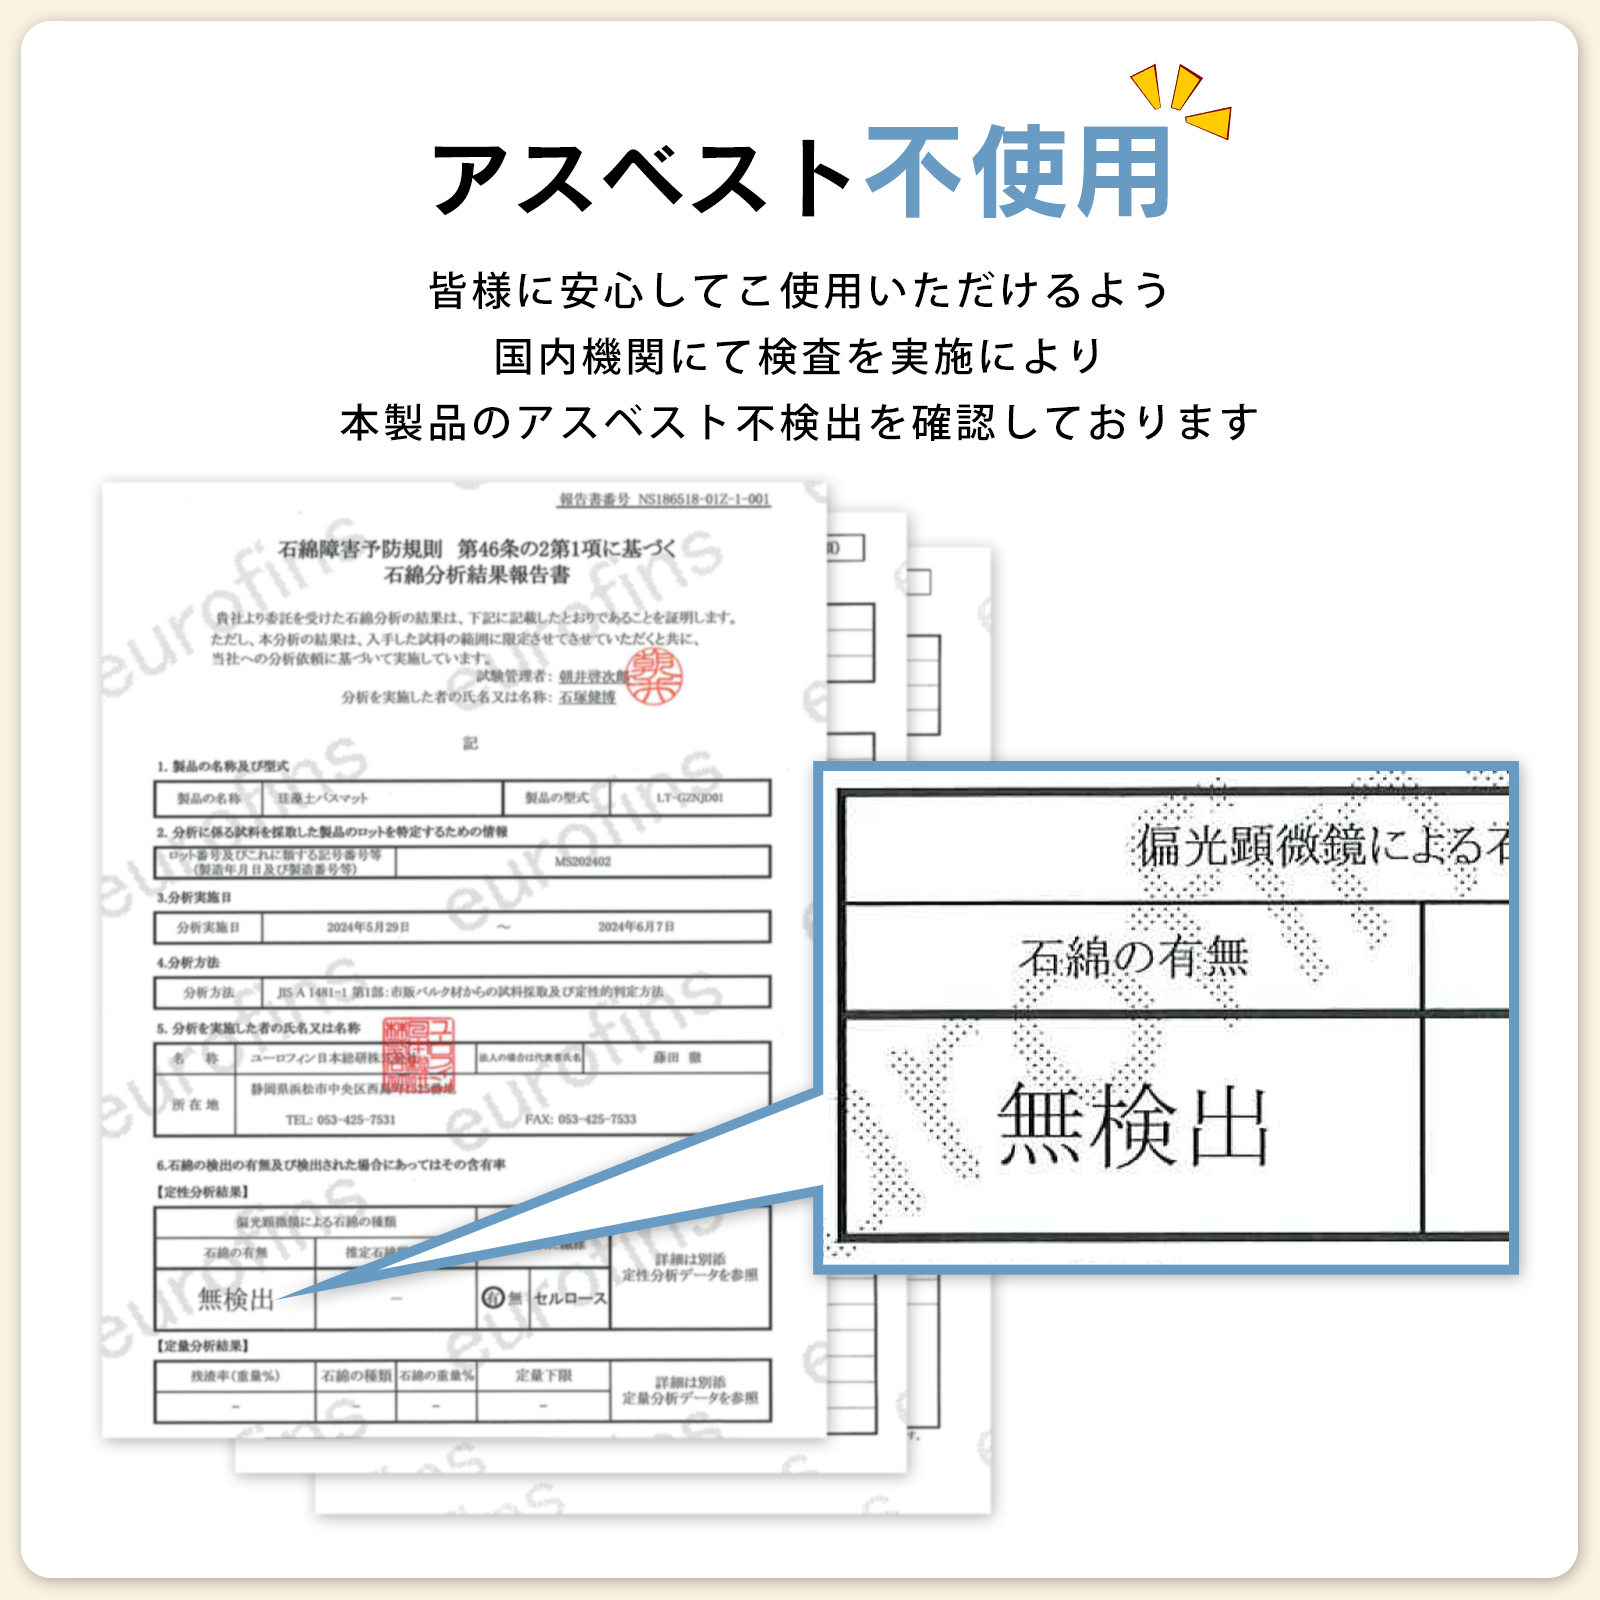 アスベスト不使用
皆様に安心してこ使用いただけるよう
国内機関にて検査を実施により
本製品のアスベスト不検出を確認しております
報告書番号 NS186518-01Z-1-001
石綿障害予防規則 第46条の2第1項に基づく
石綿分析結果報告書
貴社より委託を受けた石綿分析の結果は、下記に記載したとおりであることを証明します。
ただし、本分析の結果は、入手した試料の範囲に限定させてさせていただくと共に、
当社への分析依頼に基づいて実施しています。
試験管理者: 朝井啓次郎
分析を実施した者の氏名又は名称: 石塚健博
記
1. 製品の名称及び型式
製品の名称 珪藻土バスマット 製品の型式 LT-GZNJD01
2. 分析に係る試料を採取した製品のロットを特定するための情報
ロット番号及びこれに類する記号番号等
(製造年月日及び製造番号等) MS202402
3.分析実施日
分析実施日 2024年5月29日 ～ 2024年6月7日
4.分析方法
分析方法 JIS A 1481-1 第1部:市販バルク材からの試料採取及び定性的判定方法
5. 分析を実施した者の氏名又は名称
名 称 ユーロフィン日本総研株 法人の場合は代表者氏名 藤田 徹
所在地 静岡県浜松市中央区西
TEL: 053-425-7531 FAX: 053-425-7533
6.石綿の検出の有無及び検出された場合にあってはその含有率
【定性分析結果】
偏光顕微鏡による石綿の種類
石綿の有無 推定石綿
詳細は別添
定性分析データを参照
無検出 － 有 無 セルロース
【定量分析結果】
残渣率(重量%) 石綿の種類 石綿の重量% 定量下限
詳細は別添
定量分析データを参照
－ － － －
偏光顕微鏡による石
石綿の有無
無検出
eurofins